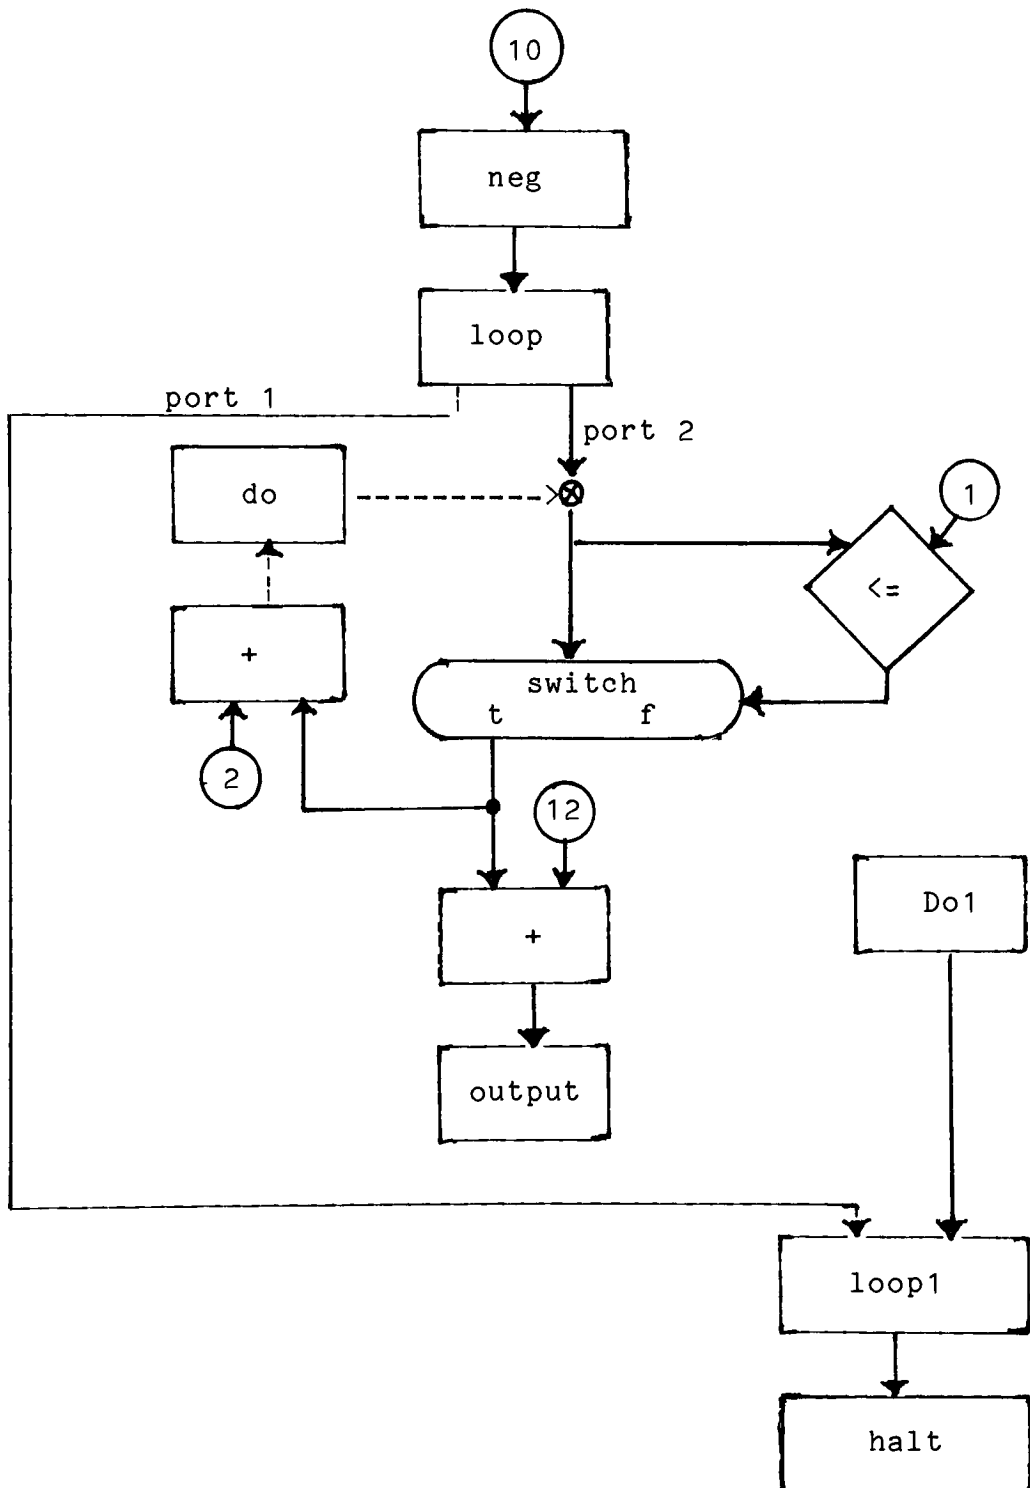 10
neg
loop
port 1
port 2
do
1
<=
+
switch
t f
2
12
Do1
+
output
loop1
halt